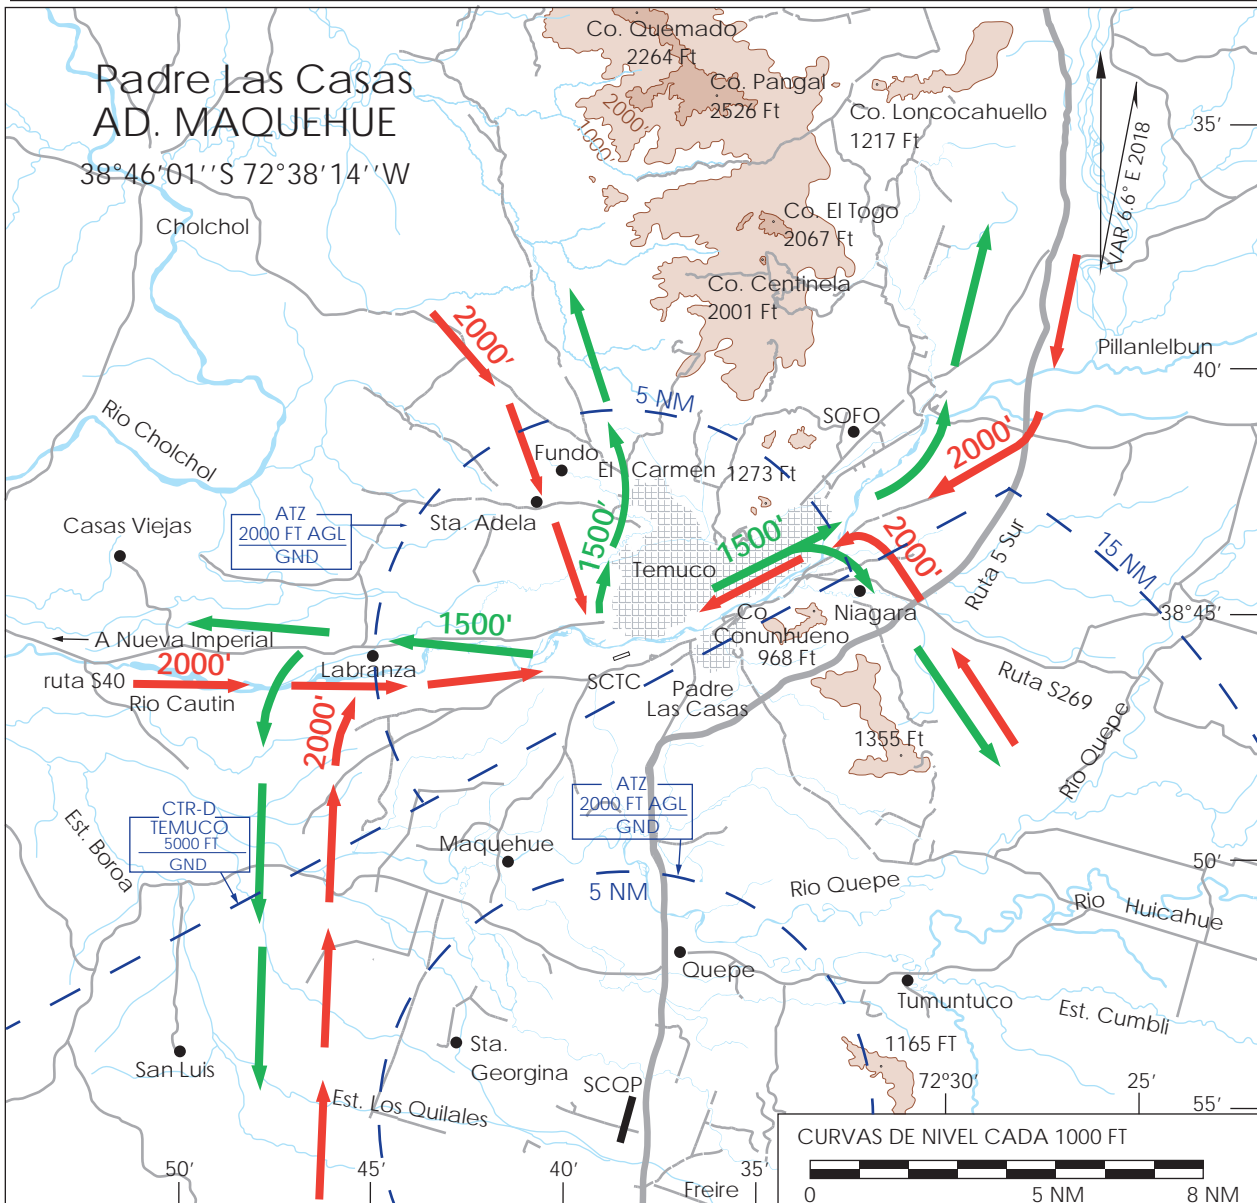 Padre Las Casas
AD. MAQUEHUE
38°46'01''S 72°38'14''W
Co. Quemado
2264 Ft
Co. Pangal
2526 Ft
2000'
1000'
Co. Loncocahuello
1217 Ft
35'
VAR 6.6° E 2018
Cholchol
Co. El Togo
2067 Ft
Co. Centinela
2001 Ft
2000'
Pillanlelbun
40'
5 NM
Rio Cholchol
SOFO
2000'
Fundo
El Carmen
1273 Ft
Sta. Adela
ATZ
2000 FT AGL
GND
Casas Viejas
1500'
1500'
2000'
Ruta 5 Sur
15 NM
Temuco
Niagara
38°45'
Co.
Conunhueno
968 Ft
A Nueva Imperial
1500'
ruta S40
2000'
Labranza
Rio Cautin
SCTC
Padre
Las Casas
Ruta S269
2000'
1355 Ft
Rio Quepe
ATZ
2000 FT AGL
GND
CTR-D
TEMUCO
5000 FT
GND
Est. Boroa
Maquehue
50'
5 NM
Rio Quepe
Rio Huicahue
Quepe
Tumuntuco
Est. Cumbli
San Luis
Sta.
Georgina
1165 FT
SCQP
72°30'
25'
55'
Est. Los Quilales
CURVAS DE NIVEL CADA 1000 FT
50'
45'
40'
35'
Freire
0
5 NM
8 NM